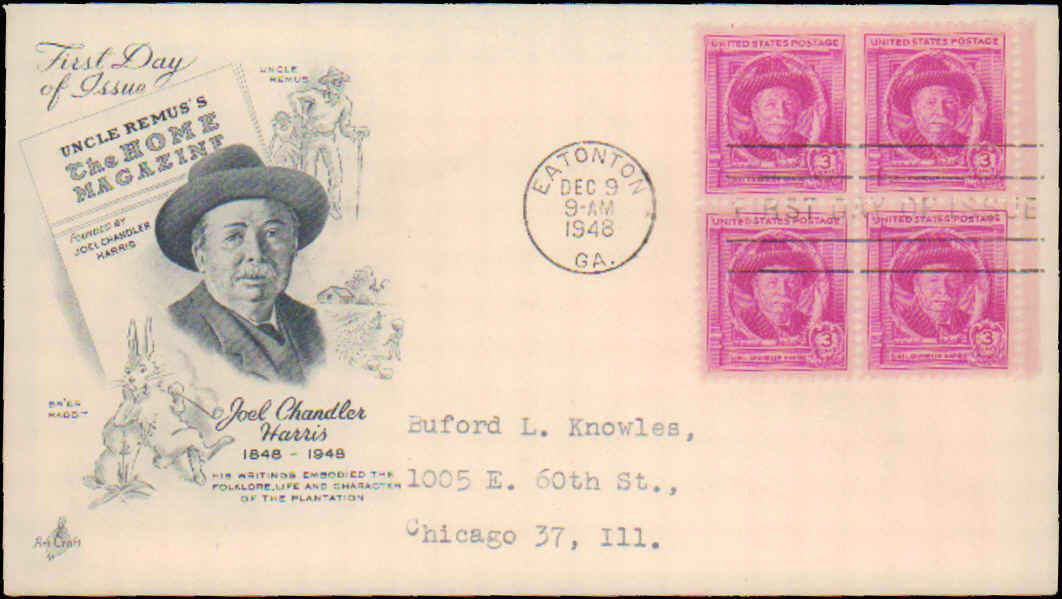 First Day
of Issue
UNCLE REMUS'S
The HOME
MAGAZINE
FOUNDED BY
JOEL CHANDLER
HARRIS
UNCLE
REMUS
BR'ER
RABBIT
Joel Chandler
Harris
1848 - 1948
HIS WRITINGS EMBODIED THE
FOLKLORE, LIFE AND CHARACTER
OF THE PLANTATION
Art Craft
EATONTON
DEC 9
9-AM
1948
GA.
UNITED STATES POSTAGE
3
UNITED STATES POSTAGE
3
FIRST DAY OF ISSUE
UNITED STATES POSTAGE
3
UNITED STATES POSTAGE
3
Buford L. Knowles,
1005 E. 60th St.,
Chicago 37, Ill.